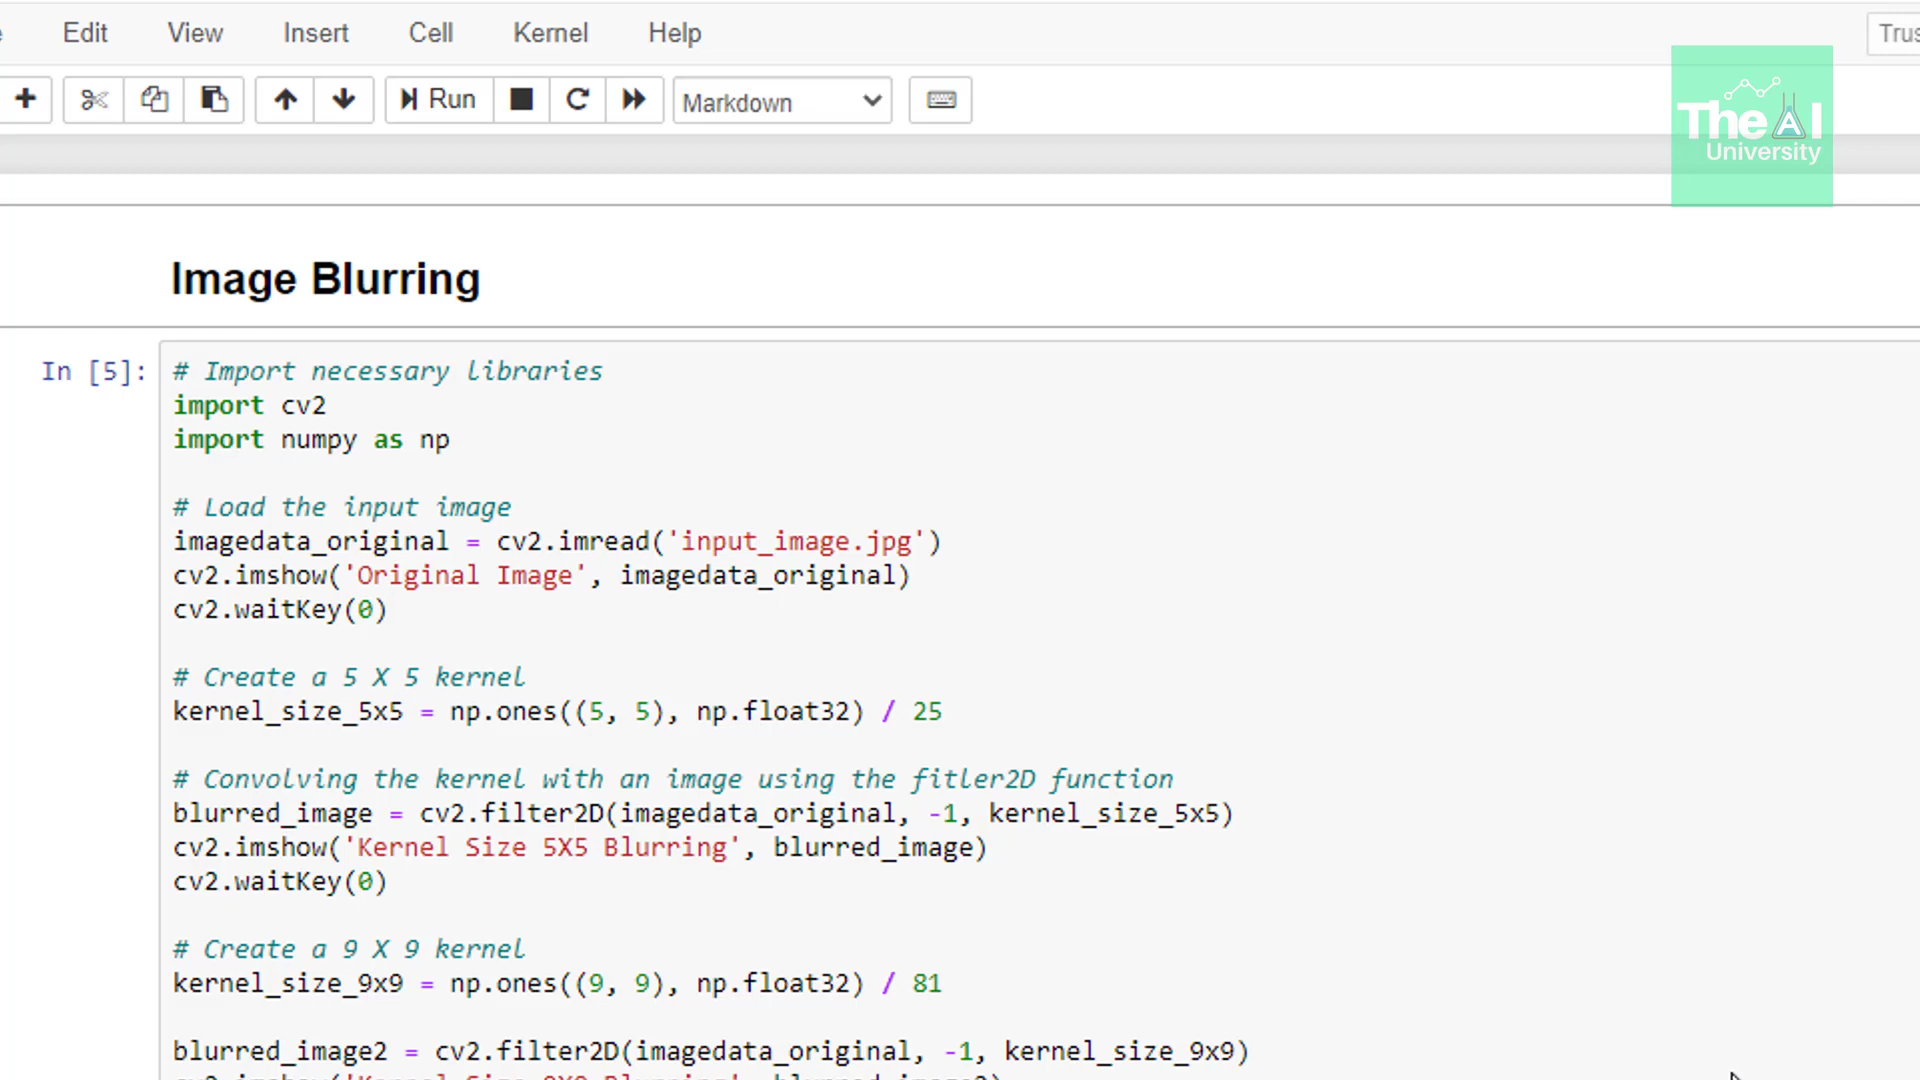 Edit View Insert Cell Kernel Help
Run Markdown
The AI
University
Image Blurring
In [5]:
# Import necessary libraries
import cv2
import numpy as np
# Load the input image
imagedata_original = cv2.imread('input_image.jpg')
cv2.imshow('Original Image', imagedata_original)
cv2.waitKey(0)
# Create a 5 X 5 kernel
kernel_size_5x5 = np.ones((5, 5), np.float32) / 25
# Convolving the kernel with an image using the fitler2D function
blurred_image = cv2.filter2D(imagedata_original, -1, kernel_size_5x5)
cv2.imshow('Kernel Size 5X5 Blurring', blurred_image)
cv2.waitKey(0)
# Create a 9 X 9 kernel
kernel_size_9x9 = np.ones((9, 9), np.float32) / 81
blurred_image2 = cv2.filter2D(imagedata_original, -1, kernel_size_9x9)